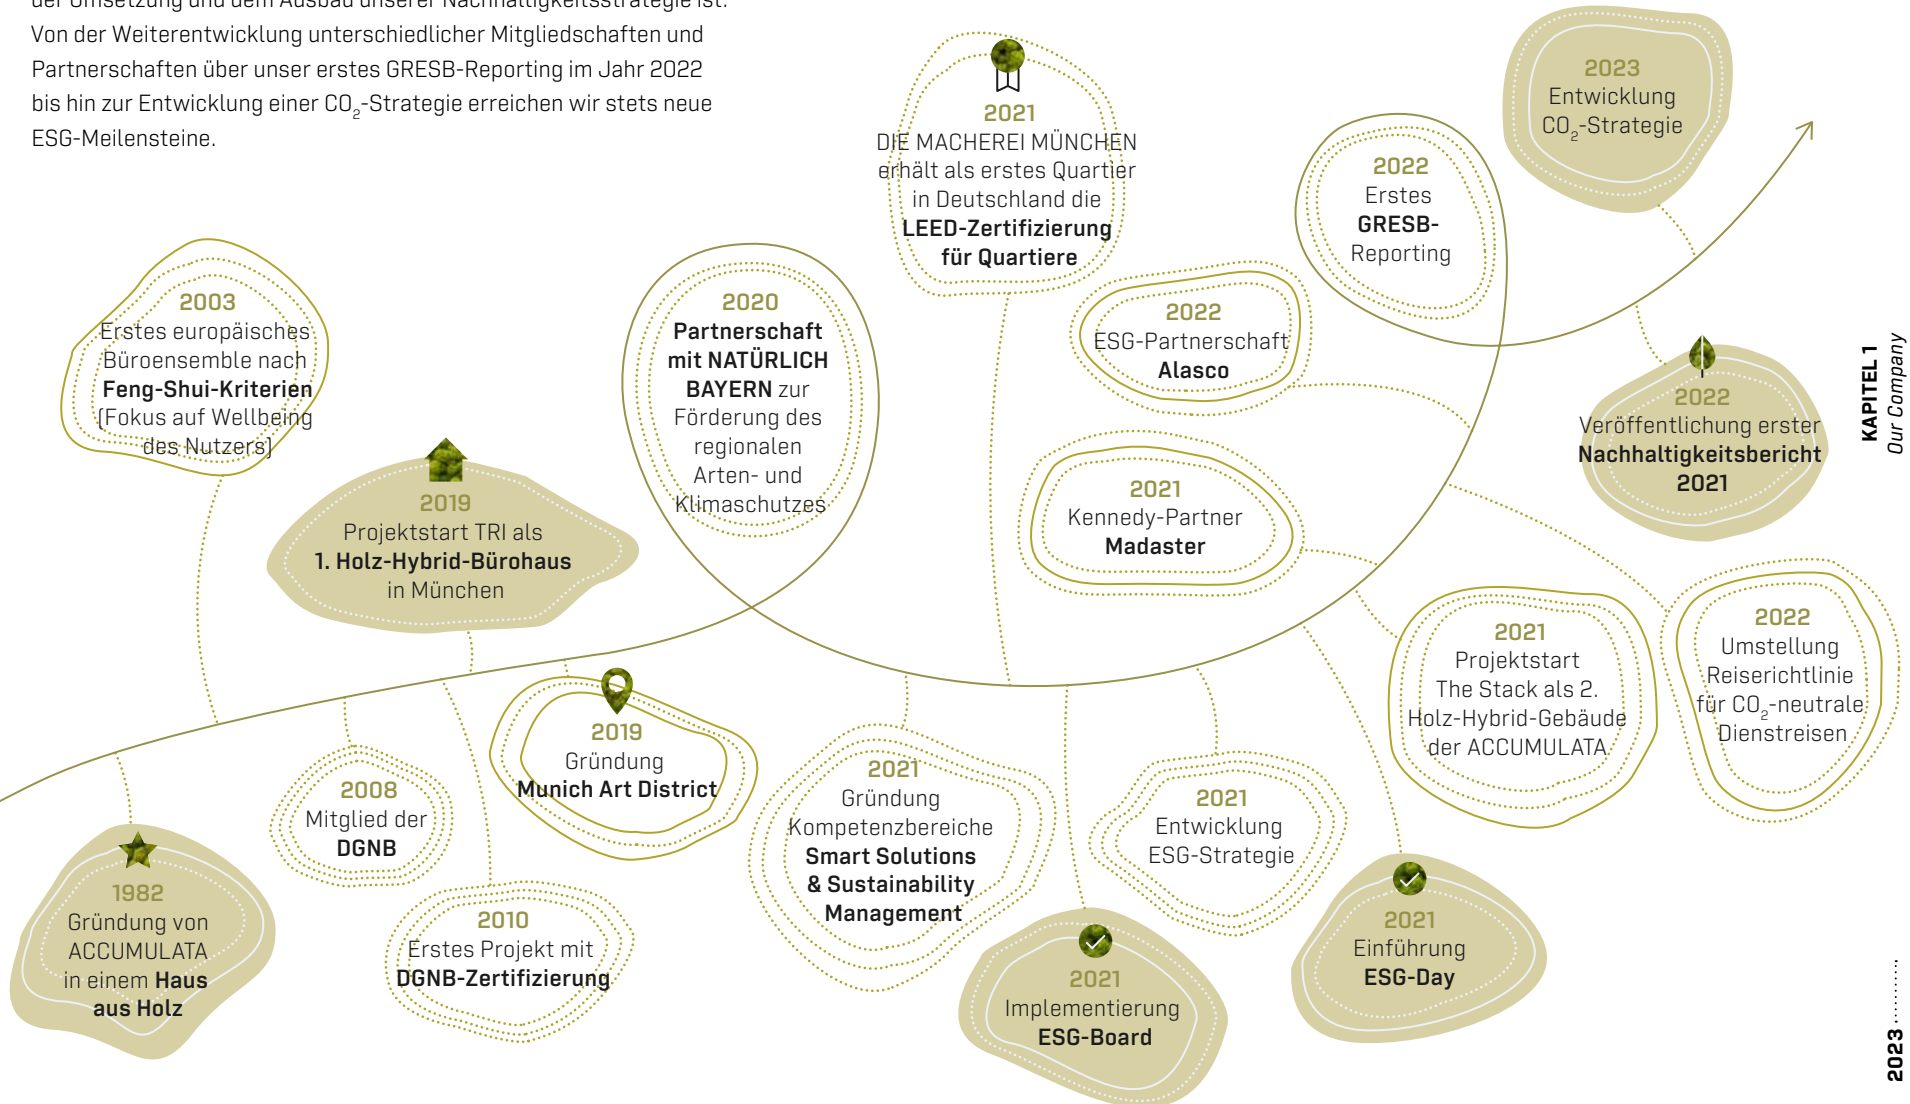 der Umsetzung und dem Ausbau unserer Nachhaltigkeitsstrategie ist.
Von der Weiterentwicklung unterschiedlicher Mitgliedschaften und
Partnerschaften über unser erstes GRESB-Reporting im Jahr 2022
bis hin zur Entwicklung einer CO₂-Strategie erreichen wir stets neue
ESG-Meilensteine.
1982
Gründung von
ACCUMULATA
in einem Haus
aus Holz
2003
Erstes europäisches
Büroensemble nach
Feng-Shui-Kriterien
(Fokus auf Wellbeing
des Nutzers)
2008
Mitglied der
DGNB
2010
Erstes Projekt mit
DGNB-Zertifizierung
2019
Projektstart TRI als
1. Holz-Hybrid-Bürohaus
in München
2019
Gründung
Munich Art District
2020
Partnerschaft
mit NATÜRLICH
BAYERN zur
Förderung des
regionalen
Arten- und
Klimaschutzes
2021
Gründung
Kompetenzbereiche
Smart Solutions
& Sustainability
Management
2021
DIE MACHEREI MÜNCHEN
erhält als erstes Quartier
in Deutschland die
LEED-Zertifizierung
für Quartiere
2021
Implementierung
ESG-Board
2021
Entwicklung
ESG-Strategie
2021
Einführung
ESG-Day
2021
Projektstart
The Stack als 2.
Holz-Hybrid-Gebäude
der ACCUMULATA
2021
Kennedy-Partner
Madaster
2022
Umstellung
Reiserichtlinie
für CO₂-neutrale
Dienstreisen
2022
ESG-Partnerschaft
Alasco
2022
Erstes
GRESB-
Reporting
2022
Veröffentlichung erster
Nachhaltigkeitsbericht
2021
2023
Entwicklung
CO₂-Strategie
KAPITEL 1
Our Company
2023